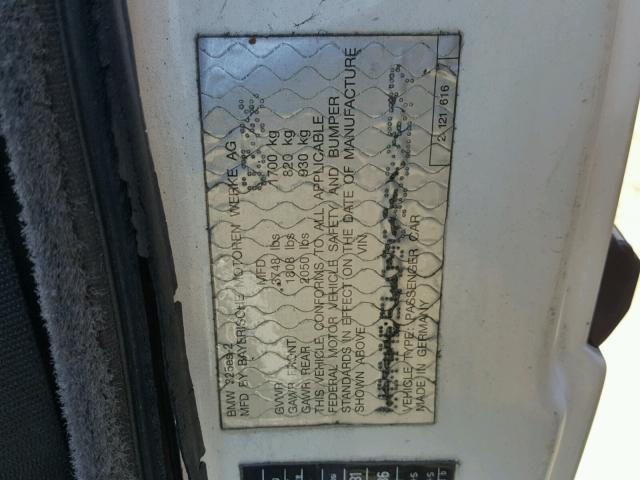 BMW 325es-2
MFD BY BAYERISCHE MOTOREN WERKE AG
MFD
GVWR 3748 lbs 1700 kg
GAWR FRONT 1808 lbs 820 kg
GAWR REAR 2050 lbs 930 kg
THIS VEHICLE CONFORMS TO ALL APPLICABLE
FEDERAL MOTOR VEHICLE SAFETY AND BUMPER
STANDARDS IN EFFECT ON THE DATE OF MANUFACTURE
SHOWN ABOVE. VIN
VEHICLE TYPE: PASSENGER CAR
MADE IN GERMANY
2 121 616